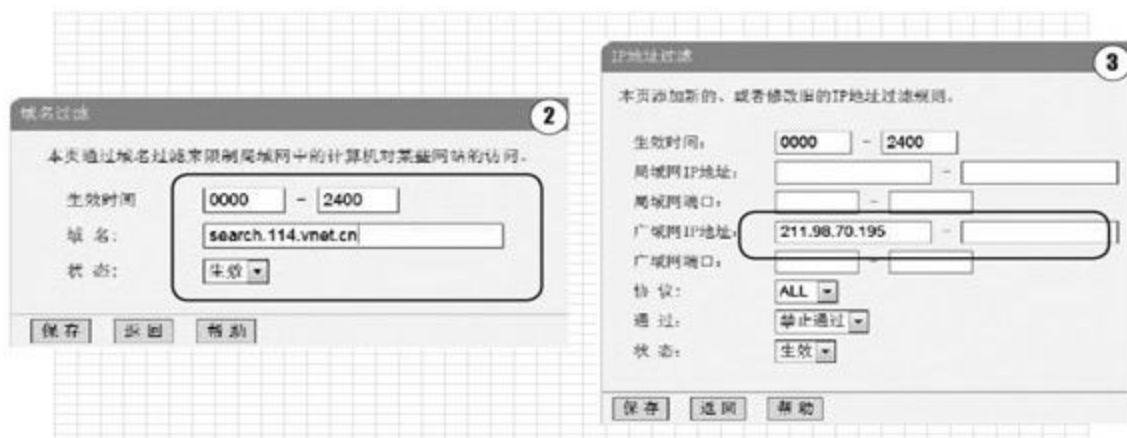 域名过滤
2
本页通过域名过滤来限制局域网中的计算机对某些网站的访问。
生效时间 0000 - 2400
域 名: search.114.vnet.cn
状 态: 生效
保存 返回 帮助
IP地址过滤
3
本页添加新的、或者修改旧的IP地址过滤规则。
生效时间: 0000 - 2400
局域网IP地址: -
局域网端口: -
广域网IP地址: 211.98.70.195 -
广域网端口: -
协 议: ALL
通 过: 禁止通过
状 态: 生效
保存 返回 帮助